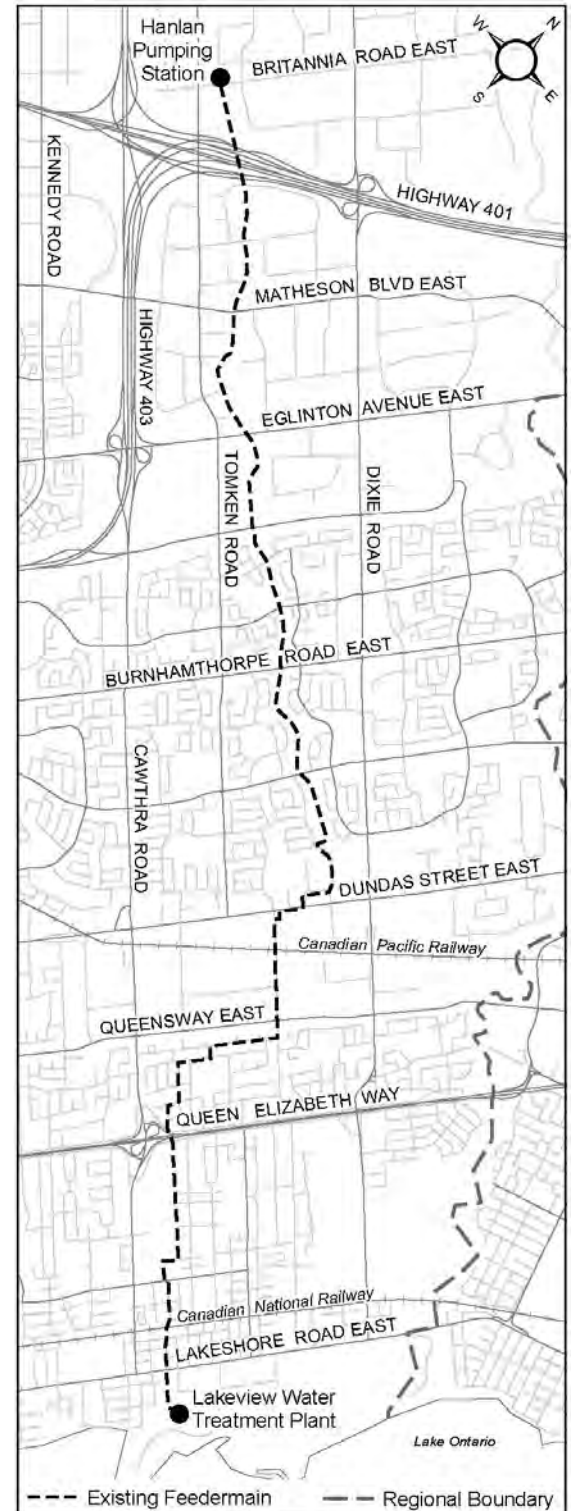 Hanlan
Pumping
Station
BRITANNIA ROAD EAST
W
N
S
E
KENNEDY ROAD
HIGHWAY 401
MATHESON BLVD EAST
HIGHWAY 403
EGLINTON AVENUE EAST
TOMKEN ROAD
DIXIE ROAD
BURNHAMTHORPE ROAD EAST
CAWTHRA ROAD
DUNDAS STREET EAST
Canadian Pacific Railway
QUEENSWAY EAST
QUEEN ELIZABETH WAY
Canadian National Railway
LAKESHORE ROAD EAST
Lakeview Water
Treatment Plant
Lake Ontario
Existing Feedermain
Regional Boundary